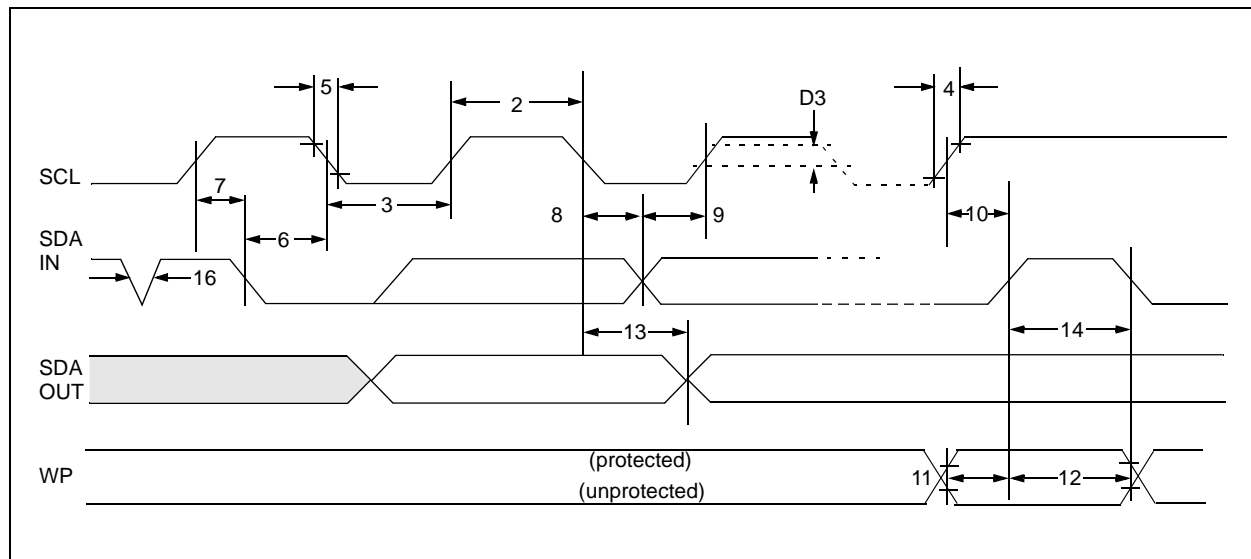 5
2
D3
4
SCL
7
3
8
9
10
SDA
IN
6
16
13
14
SDA
OUT
WP
(protected)
(unprotected)
11
12